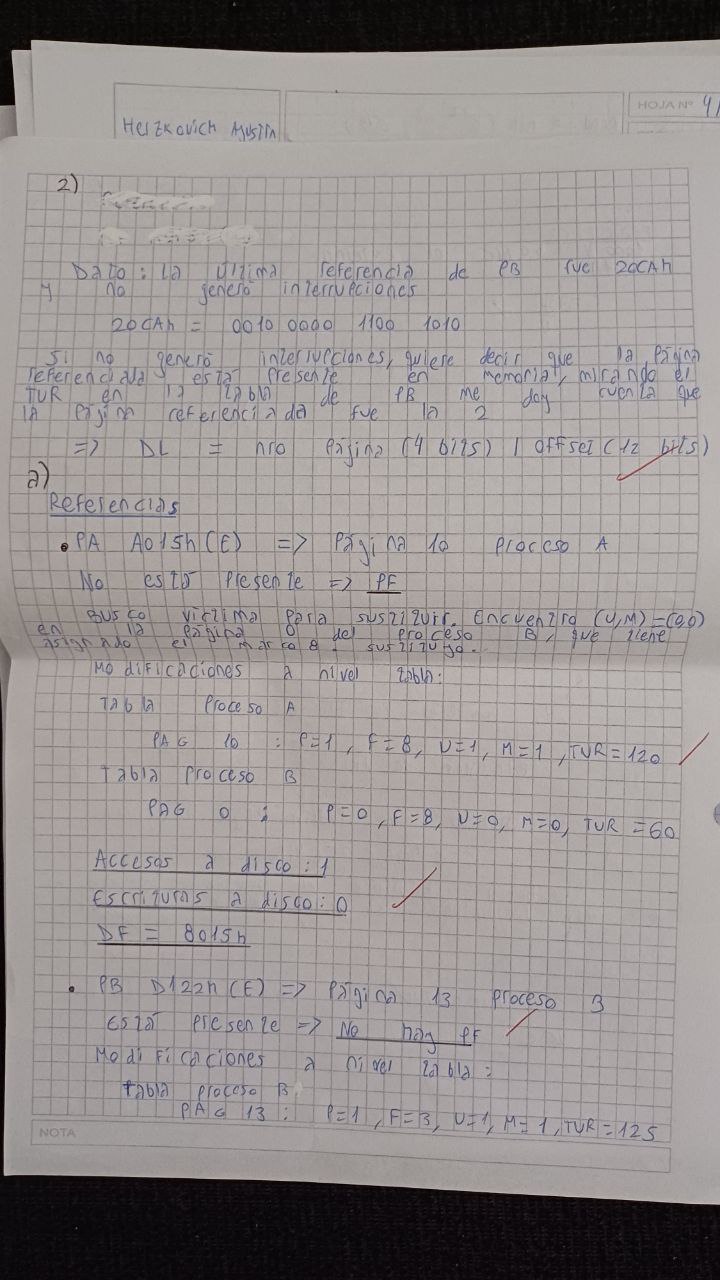 HOJA Nº 4/
Herzkovich Agustin
2)
Dato: la última referencia de PB fue 20CAh
y no generó interrupciones
20CAh = 0010 0000 1100 1010
Si no generó interrupciones, quiere decir que la página
referenciada está presente en memoria, mirando el
TUR en la tabla de PB me doy cuenta que
la página referenciada fue la 2
=> DL = nro página (4 bits) | offset (12 bits)
a)
Referencias
• PA A015h (E) => Página 10 proceso A
No está presente => PF
Busco víctima para sustituir. Encuentro (U,M)=(0,0)
en la página 0 del proceso B, que tiene
asignado el marco 8. Sustituyo.
Modificaciones a nivel tabla:
Tabla proceso A
PAG 10 : P=1, F=8, U=1, M=1, TUR=120
Tabla proceso B
PAG 0 : P=0, F=8, U=0, M=0, TUR=60
Accesos a disco: 1
Escrituras a disco: 0
DF = 8015h
• PB D122h (E) => Página 13 proceso B
Está presente => No hay PF
Modificaciones a nivel tabla:
Tabla proceso B
PAG 13: P=1, F=3, U=1, M=1, TUR=125
NOTA